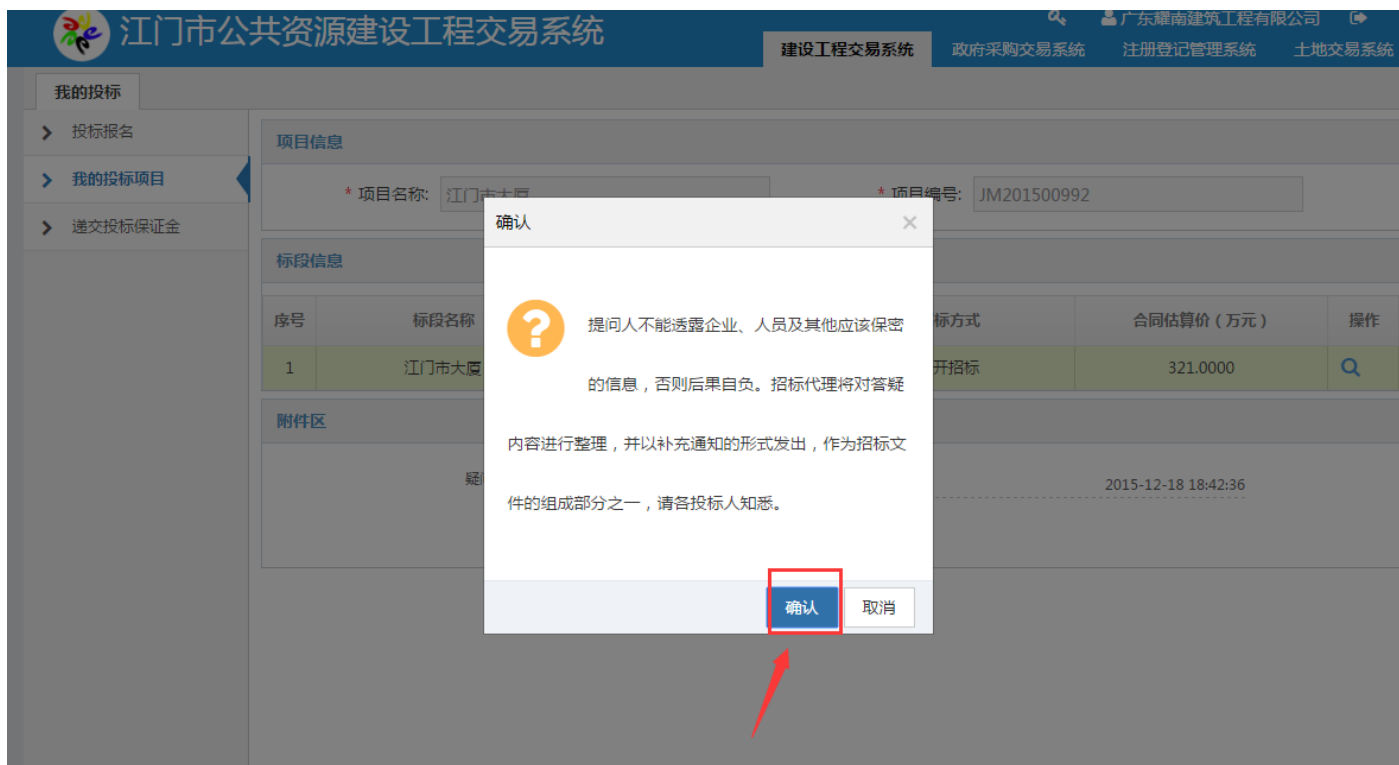 江门市公共资源建设工程交易系统
广东耀南建筑工程有限公司
建设工程交易系统 政府采购交易系统 注册登记管理系统 土地交易系统
我的投标
投标报名
我的投标项目
递交投标保证金
项目信息
* 项目名称: 江门市大厦 * 项目编号: JM201500992
标段信息
序号 标段名称 标方式 合同估算价（万元） 操作
1 江门市大厦 开招标 321.0000
附件区
疑 2015-12-18 18:42:36
确认
提问人不能透露企业、人员及其他应该保密
的信息，否则后果自负。招标代理将对答疑
内容进行整理，并以补充通知的形式发出，作为招标文
件的组成部分之一，请各投标人知悉。
确认 取消